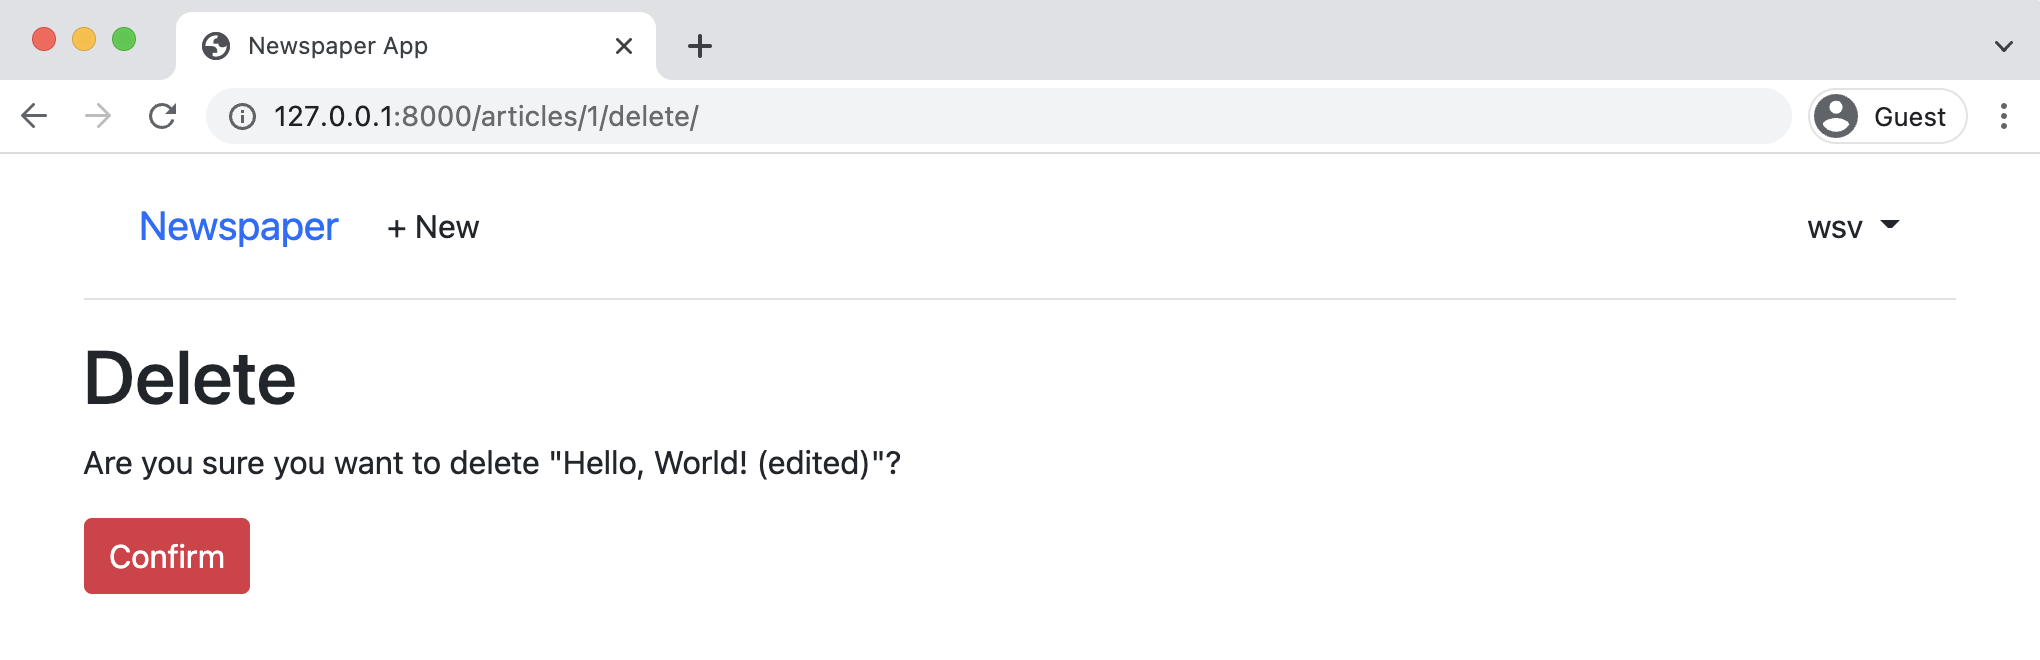 Newspaper App
127.0.0.1:8000/articles/1/delete/
Guest
Newspaper
+ New
wsv
Delete
Are you sure you want to delete "Hello, World! (edited)"?
Confirm